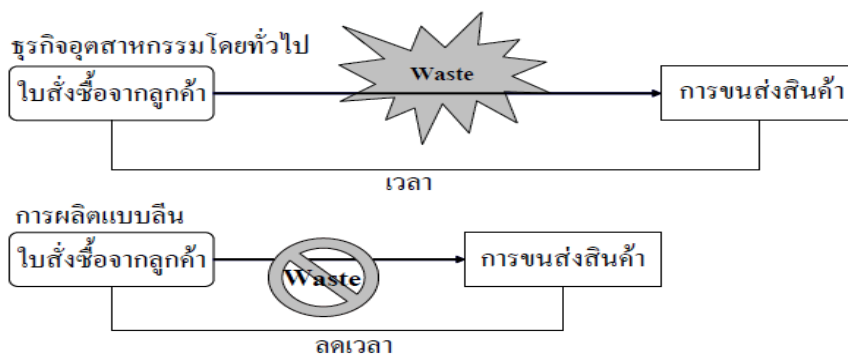 ธุรกิจอุตสาหกรรมโดยทั่วไป
ใบสั่งซื้อจากลูกค้า
Waste
การขนส่งสินค้า
เวลา
การผลิตแบบลีน
ใบสั่งซื้อจากลูกค้า
Waste
การขนส่งสินค้า
ลดเวลา